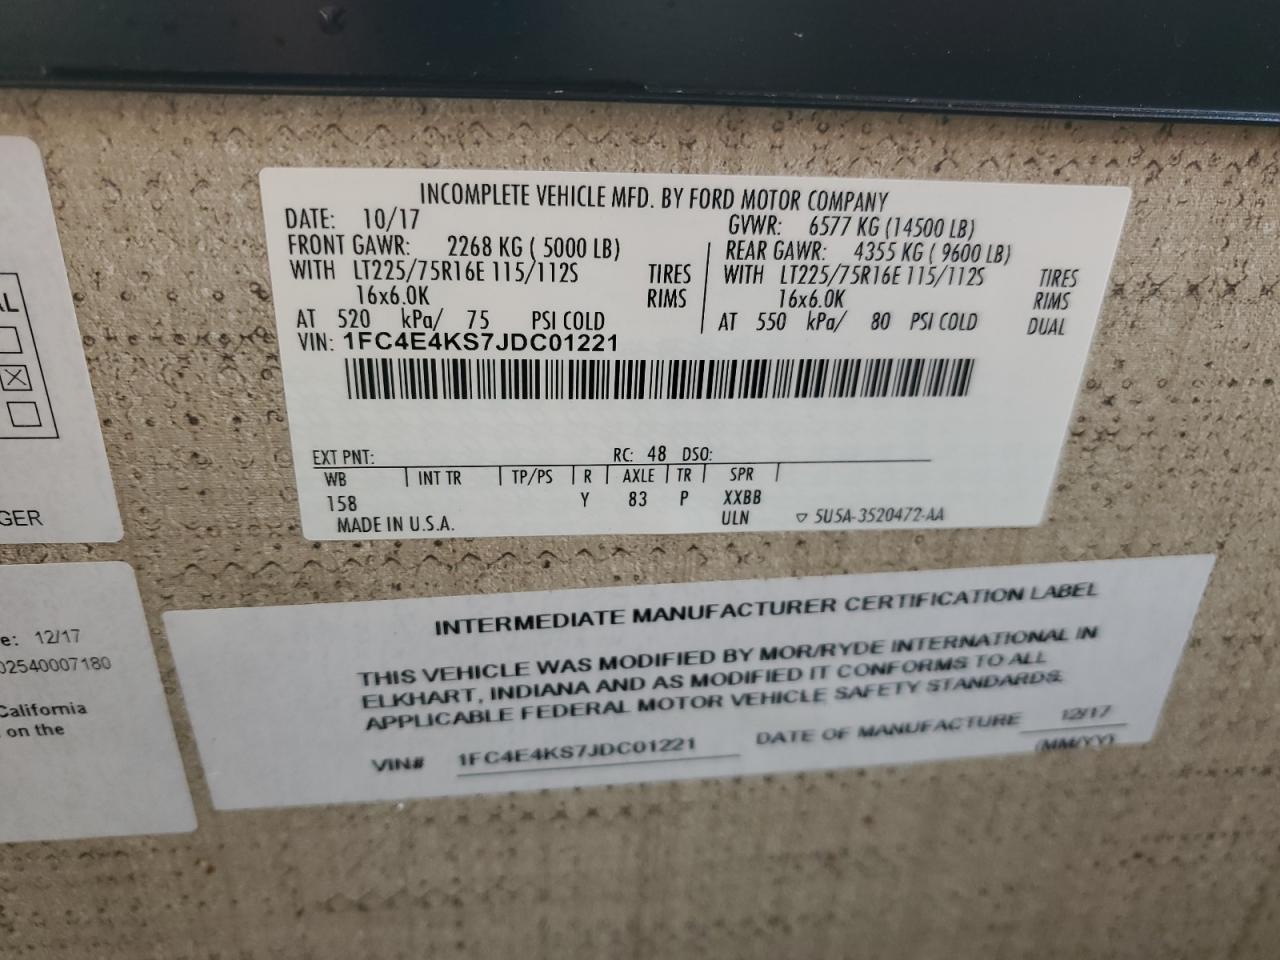 INCOMPLETE VEHICLE MFD. BY FORD MOTOR COMPANY
DATE: 10/17 GVWR: 6577 KG (14500 LB)
FRONT GAWR: 2268 KG ( 5000 LB) REAR GAWR: 4355 KG ( 9600 LB)
WITH LT225/75R16E 115/112S TIRES WITH LT225/75R16E 115/112S TIRES
16x6.0K RIMS 16x6.0K RIMS
AT 520 kPa/ 75 PSI COLD AT 550 kPa/ 80 PSI COLD DUAL
VIN: 1FC4E4KS7JDC01221
EXT PNT: RC: 48 DSO:
WB INT TR TP/PS R AXLE TR SPR
158 Y 83 P XXBB
MADE IN U.S.A. ULN ▽ 5U5A-3520472-AA
INTERMEDIATE MANUFACTURER CERTIFICATION LABEL
THIS VEHICLE WAS MODIFIED BY MOR/RYDE INTERNATIONAL IN
ELKHART, INDIANA AND AS MODIFIED IT CONFORMS TO ALL
APPLICABLE FEDERAL MOTOR VEHICLE SAFETY STANDARDS.
VIN# 1FC4E4KS7JDC01221 DATE OF MANUFACTURE 12/17
(MM/YY)
GER
12/17
02540007180
California
on the